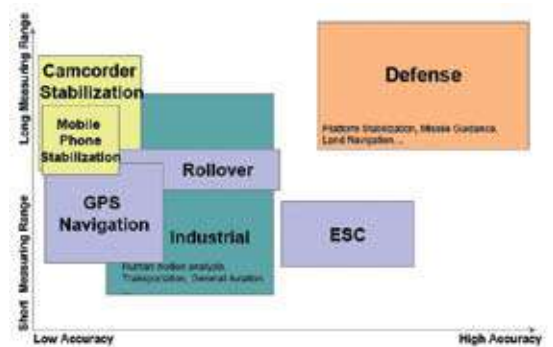 Long Measuring Range
Short Measuring Range
Camcorder
Stabilization
Mobile
Phone
Stabilization
Rollover
GPS
Navigation
Industrial
Human motion analysis,
Transportation, General Aviation
ESC
Defense
Platform Stabilization, Missile Guidance,
Land Navigation...
Low Accuracy
High Accuracy